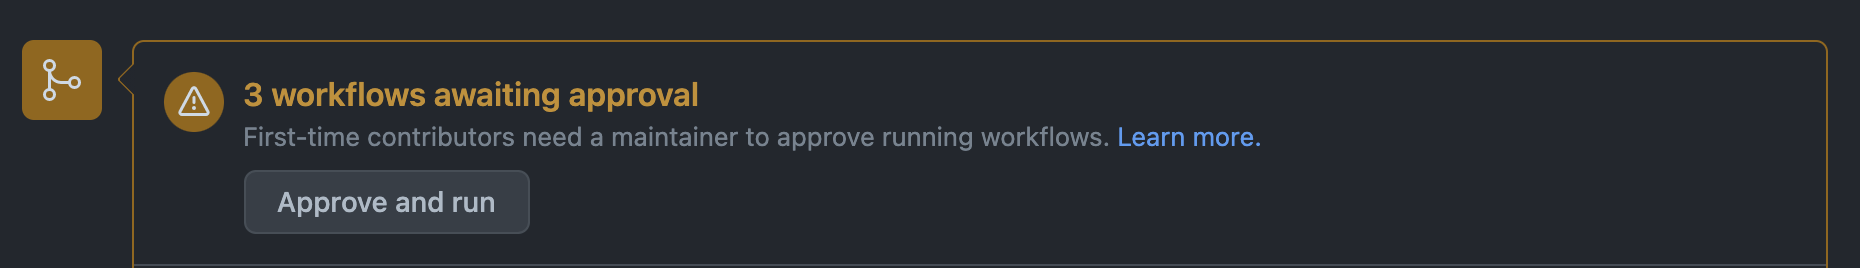 3 workflows awaiting approval
First-time contributors need a maintainer to approve running workflows. Learn more.
Approve and run